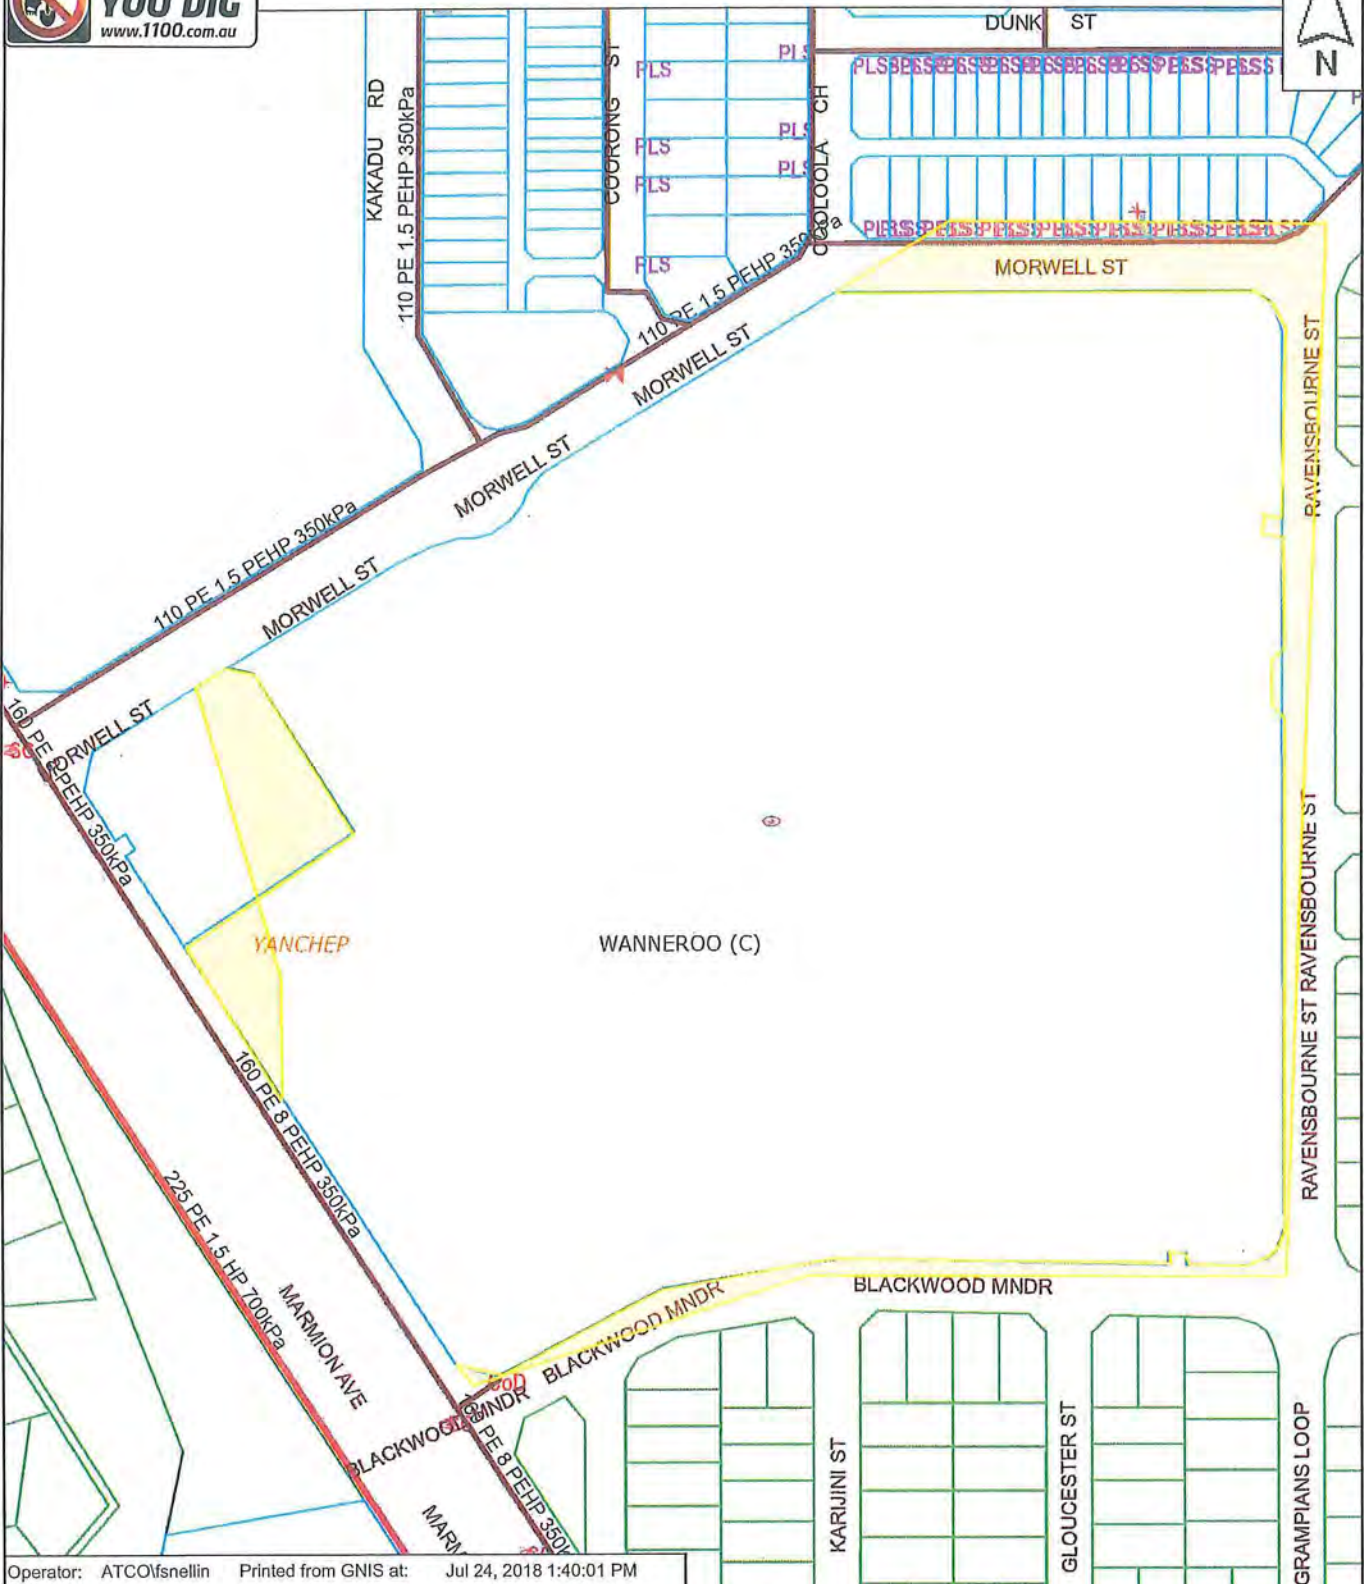 YOU DIG
www.1100.com.au
N
DUNK ST
KAKADU RD
110 PE 1.5 PEHP 350kPa
COORONG ST
PLS
PLS
PLS
PLS
PLS
PLS
PLS
COOLOOLA CH
110 PE 1.5 PEHP 350kPa
MORWELL ST
MORWELL ST
MORWELL ST
110 PE 1.5 PEHP 350kPa
MORWELL ST
RAVENSBOURNE ST
160 PE 8 PEHP 350kPa
YANCHEP
WANNEROO (C)
RAVENSBOURNE ST RAVENSBOURNE ST
160 PE 8 PEHP 350kPa
225 PE 1.5 HP 700kPa
MARMION AVE
BLACKWOOD MNDR
BLACKWOOD MNDR
BLACKWOOD MNDR
PE 8 PEHP
KARIJINI ST
GLOUCESTER ST
GRAMPIANS LOOP
Operator: ATCO\fsnellin Printed from GNIS at: Jul 24, 2018 1:40:01 PM